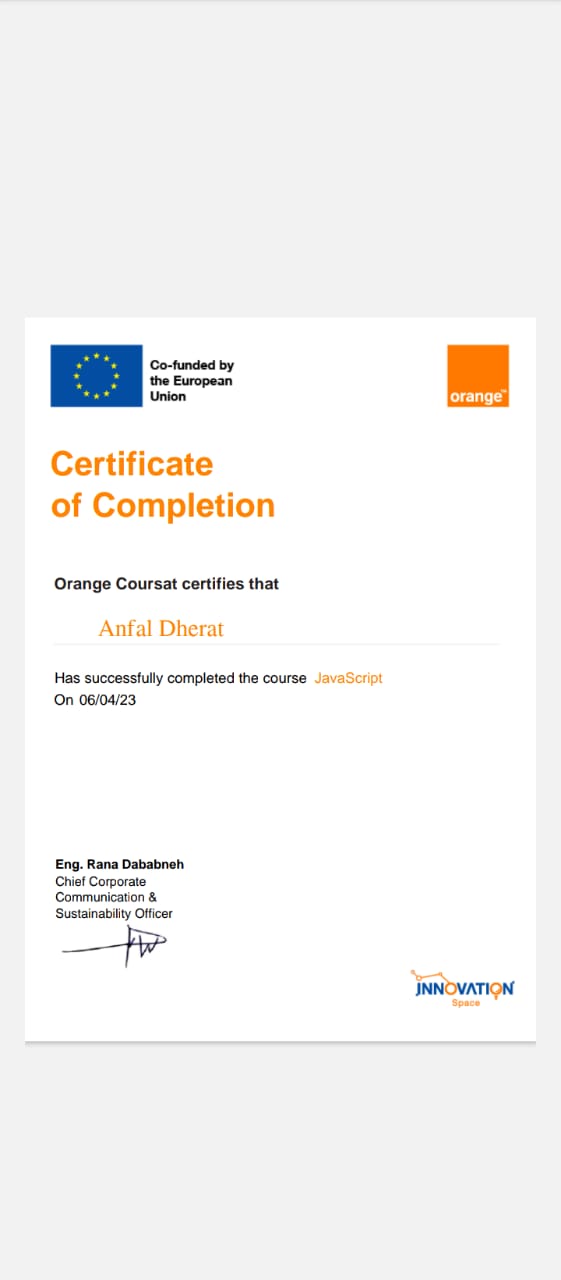 Co-funded by
the European
Union
orange™
Certificate
of Completion
Orange Coursat certifies that
Anfal Dherat
Has successfully completed the course JavaScript
On 06/04/23
Eng. Rana Dababneh
Chief Corporate
Communication &
Sustainability Officer
INNOVATION
Space